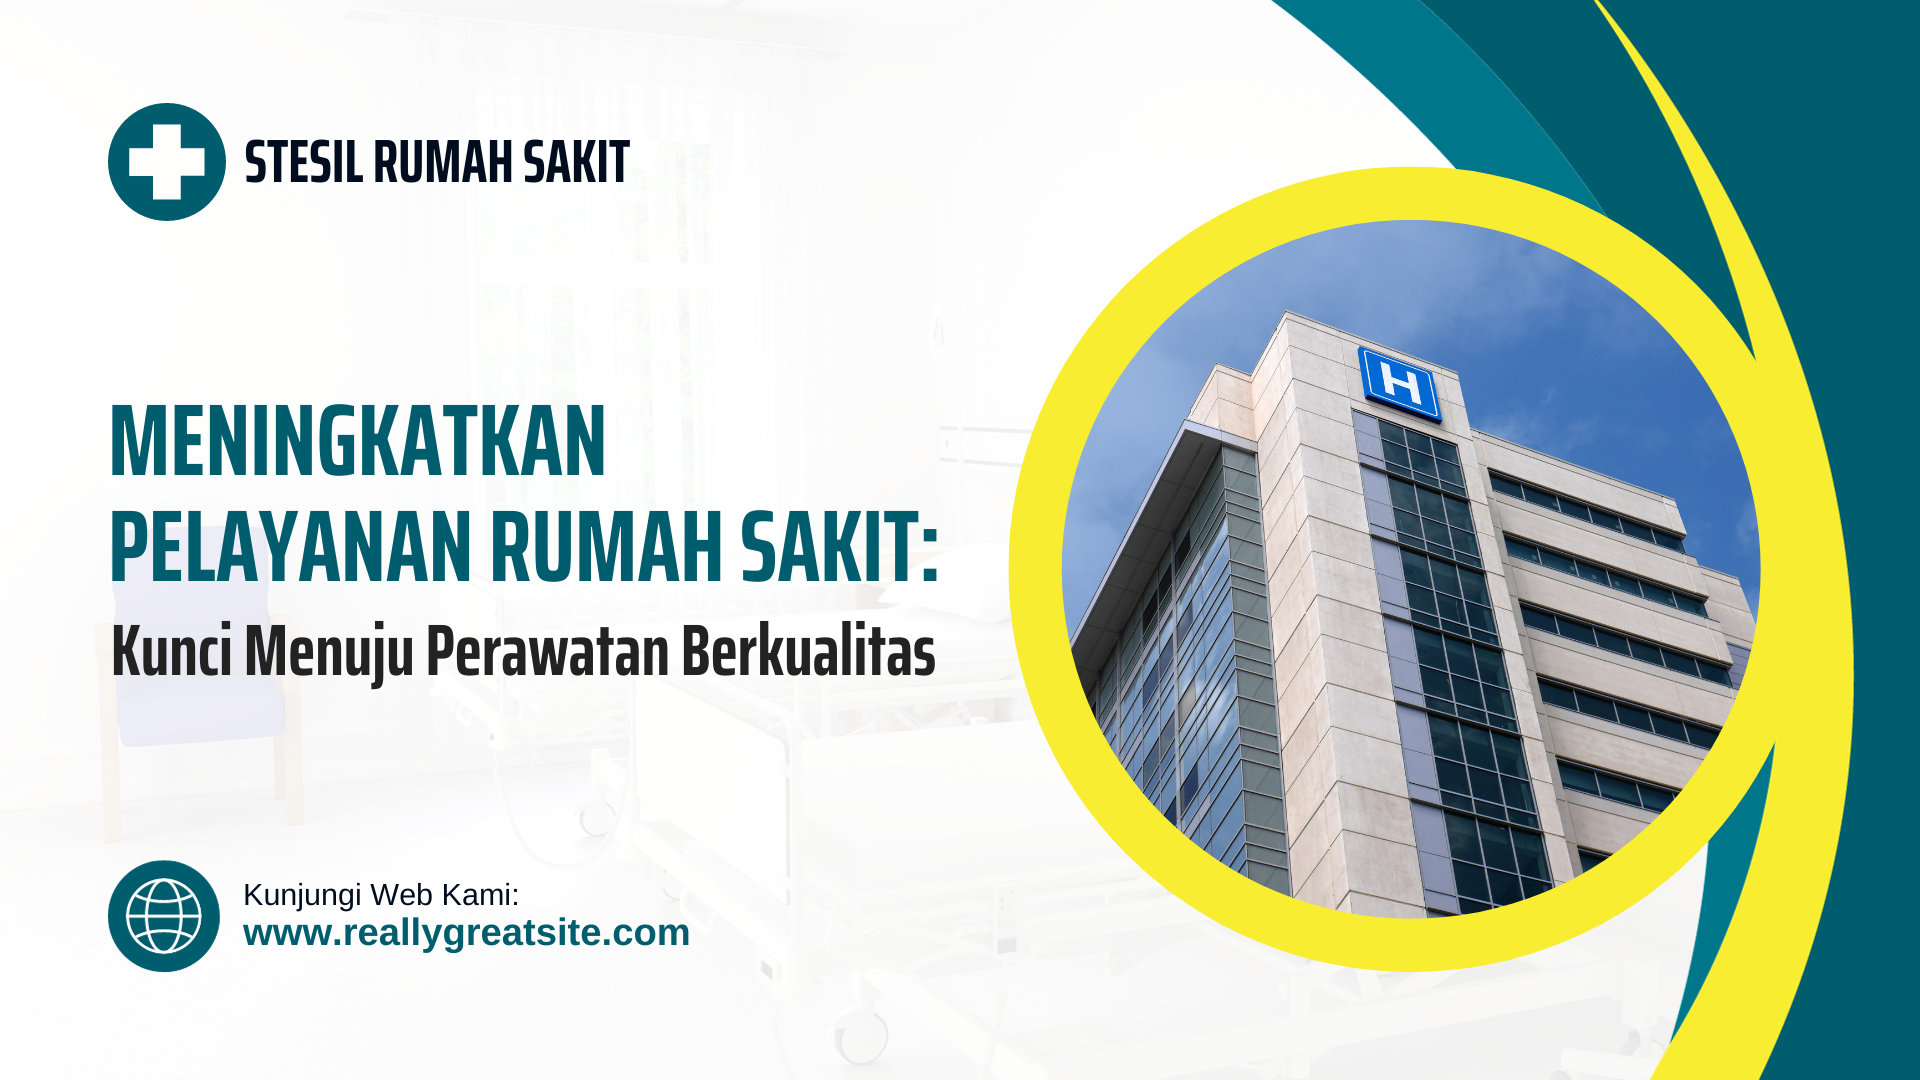 STESIL RUMAH SAKIT
MENINGKATKAN
PELAYANAN RUMAH SAKIT:
Kunci Menuju Perawatan Berkualitas
Kunjungi Web Kami:
www.reallygreatsite.com
H